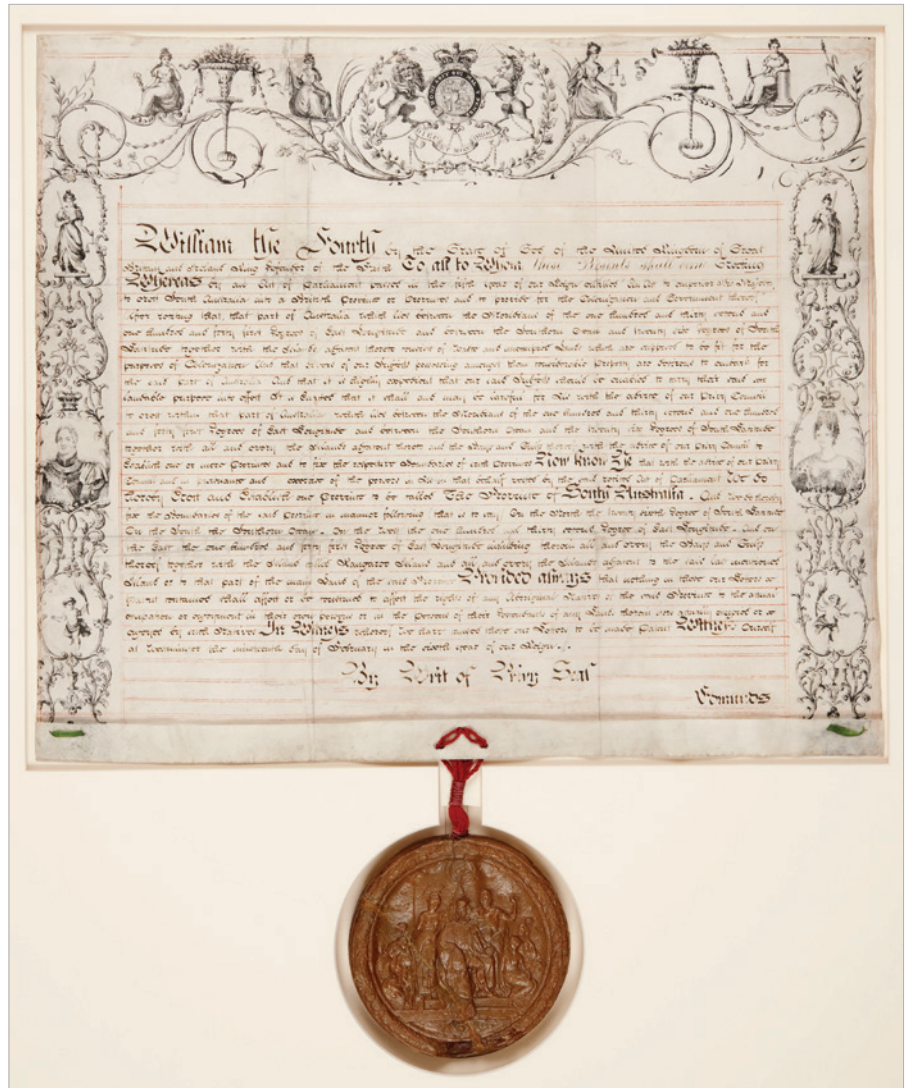 William the Fourth by the Grace of God of the United Kingdom of Great
Britain and Ireland King Defender of the Faith To all to Whom these Presents shall come Greeting
Whereas by an Act of Parliament passed in the fifth year of our Reign entitled An Act to empower His Majesty
to erect South Australia into a British Province or Provinces and to provide for the Colonization and Government thereof
After reciting that that part of Australia which lies between the Meridians of the one hundred and thirty second and
one hundred and forty first Degrees of East Longitude and between the Southern Ocean and twenty six Degrees of South
Latitude together with the Islands adjacent thereto consists of waste and unoccupied Lands which are supposed to be fit for the
purposes of Colonization And that divers of our Subjects possessing amongst them considerable Property are desirous to embark for
the said part of Australia And that it is highly expedient that our said Subjects should be enabled to carry their said
laudable purpose into effect It is Enacted that it shall and may be lawful for Us with the advice of our Privy Council
to erect within that part of Australia which lies between the Meridians of the one hundred and thirty second and one hundred
and forty first Degrees of East Longitude and between the Southern Ocean and the twenty six Degrees of South Latitude
together with all and every the Islands adjacent thereto and the Bays and Gulfs thereof with the advice of our Privy Council to
Establish one or more Provinces and to fix the respective Boundaries of such Provinces Now Know Ye that with the advice of our Privy
Council and in pursuance and exercise of the powers in Us in that behalf vested by the said recited Act of Parliament We do
hereby Erect and Establish one Province to be called The Province of South Australia. And We do hereby
fix the Boundaries of the said Province in manner following that is to say On the North the twenty sixth Degree of South Latitude
On the South the Southern Ocean - On the West the one hundred and thirty second Degree of East Longitude - And on
the East the one hundred and forty first Degree of East Longitude including therein all and every the Bays and Gulfs
thereof together with the Island called Kangaroo Island and all and every the Islands adjacent to the said last mentioned
Island or to that part of the main Land of the said Province Provided always that nothing in those our Letters
Patent contained shall affect or be construed to affect the rights of any Aboriginal Natives of the said Province to the actual
occupation or enjoyment in their own Persons or in the Persons of their Descendants of any Lands therein now actually occupied or
enjoyed by such Natives In Witness whereof We have caused these our Letters to be made Patent Witness Ourself
at Westminster the nineteenth day of February in the sixth year of our Reign
By Writ of Privy Seal
Edmunds